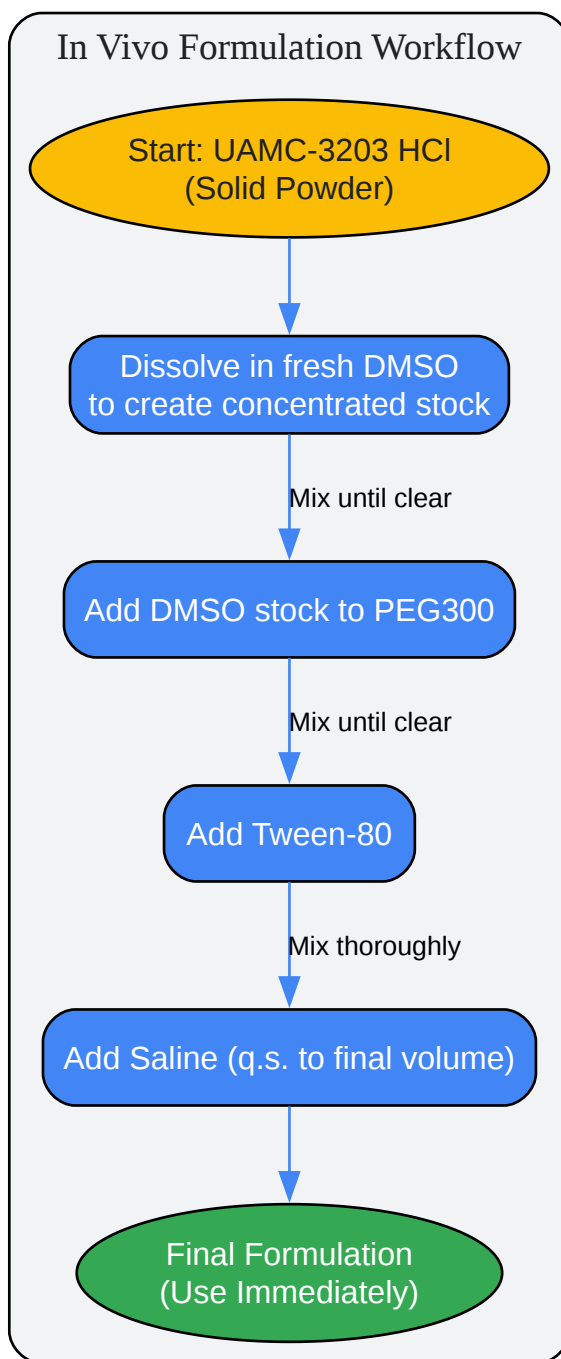 In Vivo Formulation Workflow
Start: UAMC-3203 HCl
(Solid Powder)
Dissolve in fresh DMSO
to create concentrated stock
Mix until clear
Add DMSO stock to PEG300
Mix until clear
Add Tween-80
Mix thoroughly
Add Saline (q.s. to final volume)
Final Formulation
(Use Immediately)